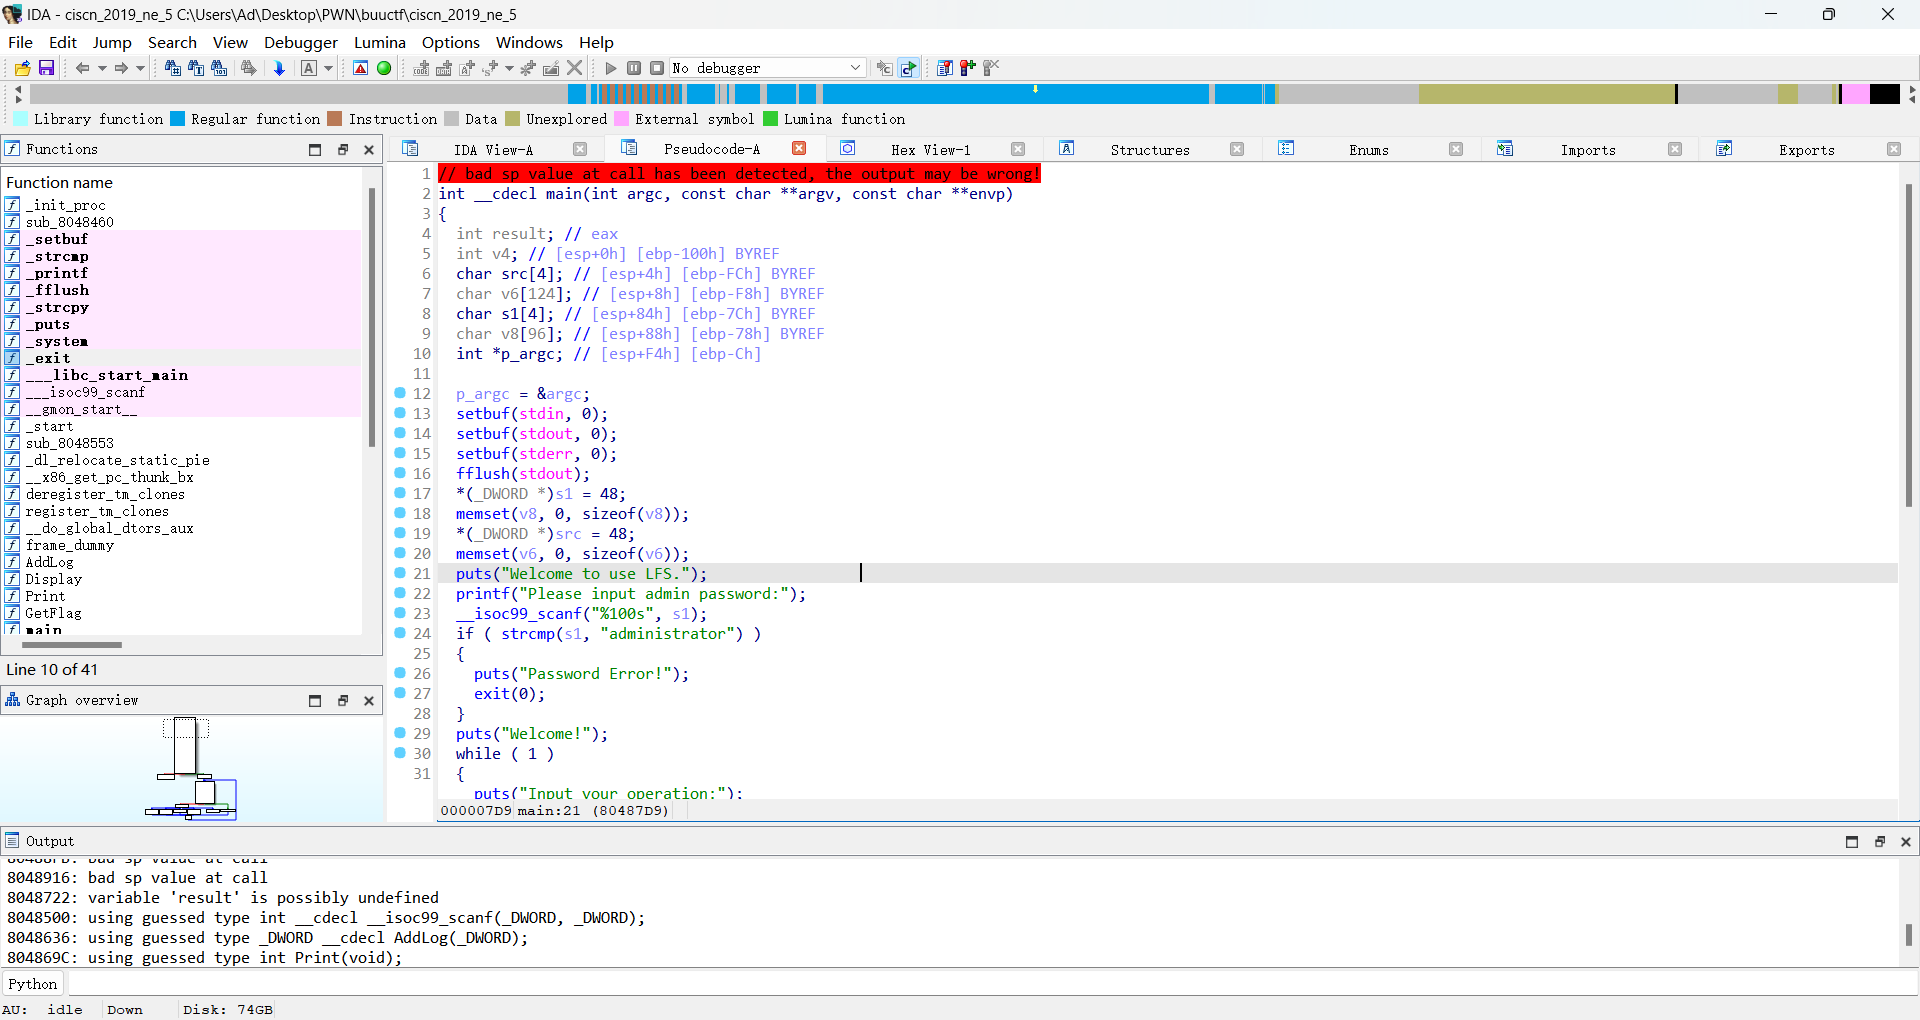 IDA - ciscn_2019_ne_5 C:\Users\Ad\Desktop\PWN\buuctf\ciscn_2019_ne_5
File Edit Jump Search View Debugger Lumina Options Windows Help
No debugger
Library function Regular function Instruction Data Unexplored External symbol Lumina function
Functions
Function name
_init_proc
sub_8048460
_setbuf
_strcmp
_printf
_fflush
_strcpy
_puts
_system
_exit
___libc_start_main
___isoc99_scanf
__gmon_start__
_start
sub_8048553
_dl_relocate_static_pie
__x86_get_pc_thunk_bx
deregister_tm_clones
register_tm_clones
__do_global_dtors_aux
frame_dummy
AddLog
Display
Print
GetFlag
main
Line 10 of 41
Graph overview
IDA View-A Pseudocode-A Hex View-1 Structures Enums Imports Exports
1 // bad sp value at call has been detected, the output may be wrong!
2 int __cdecl main(int argc, const char **argv, const char **envp)
3 {
4 int result; // eax
5 int v4; // [esp+0h] [ebp-100h] BYREF
6 char src[4]; // [esp+4h] [ebp-FCh] BYREF
7 char v6[124]; // [esp+8h] [ebp-F8h] BYREF
8 char s1[4]; // [esp+84h] [ebp-7Ch] BYREF
9 char v8[96]; // [esp+88h] [ebp-78h] BYREF
10 int *p_argc; // [esp+F4h] [ebp-Ch]
11
12 p_argc = &argc;
13 setbuf(stdin, 0);
14 setbuf(stdout, 0);
15 setbuf(stderr, 0);
16 fflush(stdout);
17 *(_DWORD *)s1 = 48;
18 memset(v8, 0, sizeof(v8));
19 *(_DWORD *)src = 48;
20 memset(v6, 0, sizeof(v6));
21 puts("Welcome to use LFS.");
22 printf("Please input admin password:");
23 __isoc99_scanf("%100s", s1);
24 if ( strcmp(s1, "administrator") )
25 {
26 puts("Password Error!");
27 exit(0);
28 }
29 puts("Welcome!");
30 while ( 1 )
31 {
puts("Input your operation:");
000007D9 main:21 (80487D9)
Output
80488FB: bad sp value at call
8048916: bad sp value at call
8048722: variable 'result' is possibly undefined
8048500: using guessed type int __cdecl __isoc99_scanf(_DWORD, _DWORD);
8048636: using guessed type _DWORD __cdecl AddLog(_DWORD);
804869C: using guessed type int Print(void);
Python
AU: idle Down Disk: 74GB